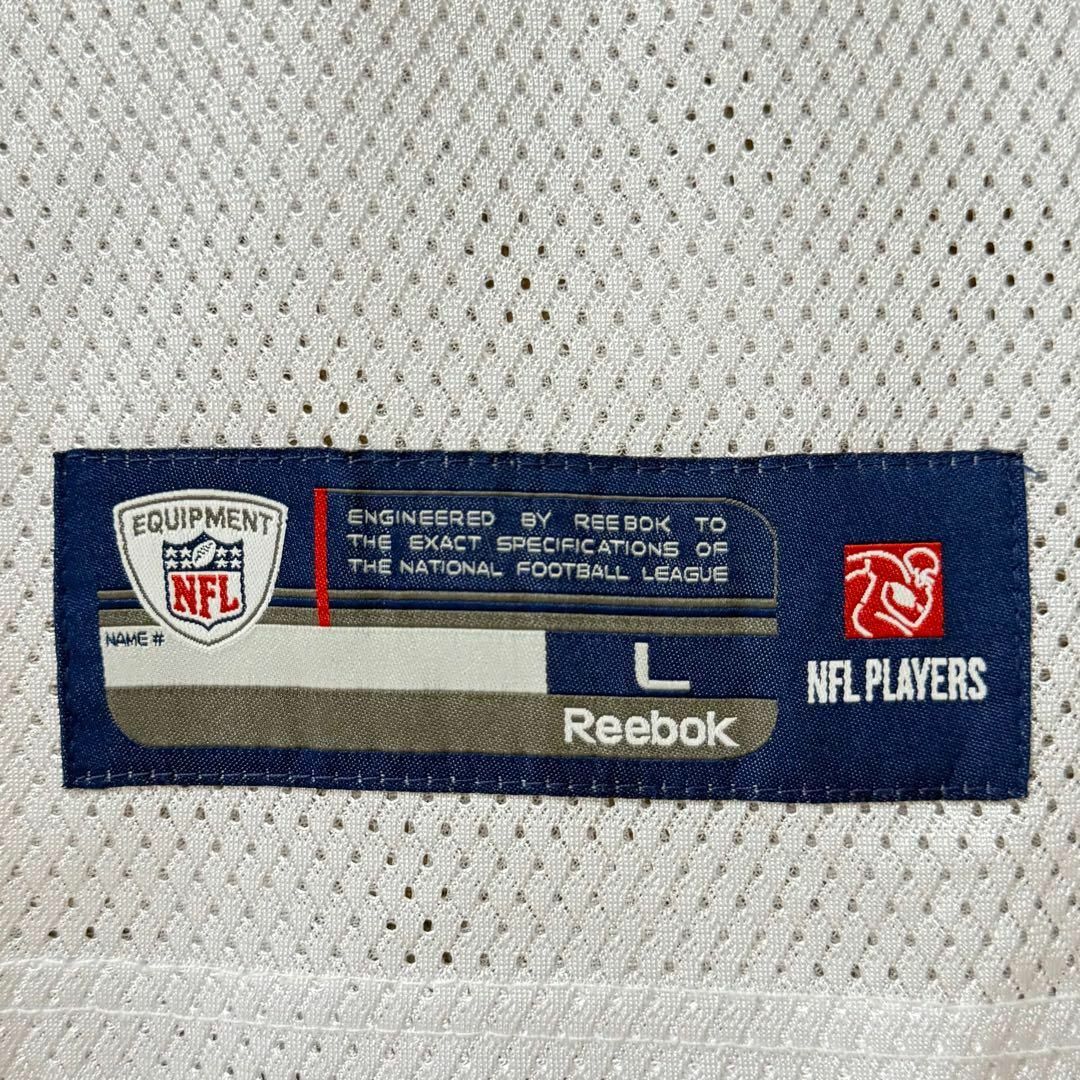 EQUIPMENT
NFL
ENGINEERED BY REEBOK TO
THE EXACT SPECIFICATIONS OF
THE NATIONAL FOOTBALL LEAGUE
NAME #
L
Reebok
NFL PLAYERS